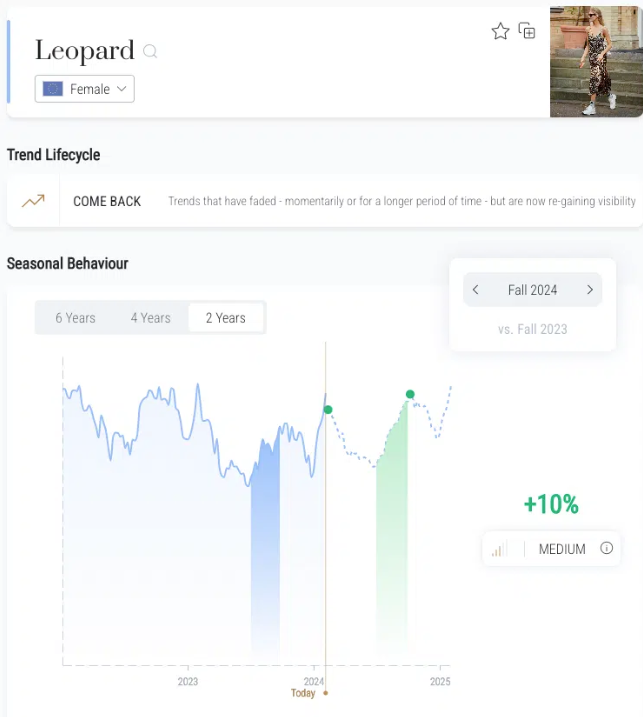 Leopard
Female
Trend Lifecycle
COME BACK
Trends that have faded - momentarily or for a longer period of time - but are now re-gaining visibility
Seasonal Behaviour
Fall 2024
vs. Fall 2023
6 Years
4 Years
2 Years
+10%
MEDIUM
2023
2024
2025
Today